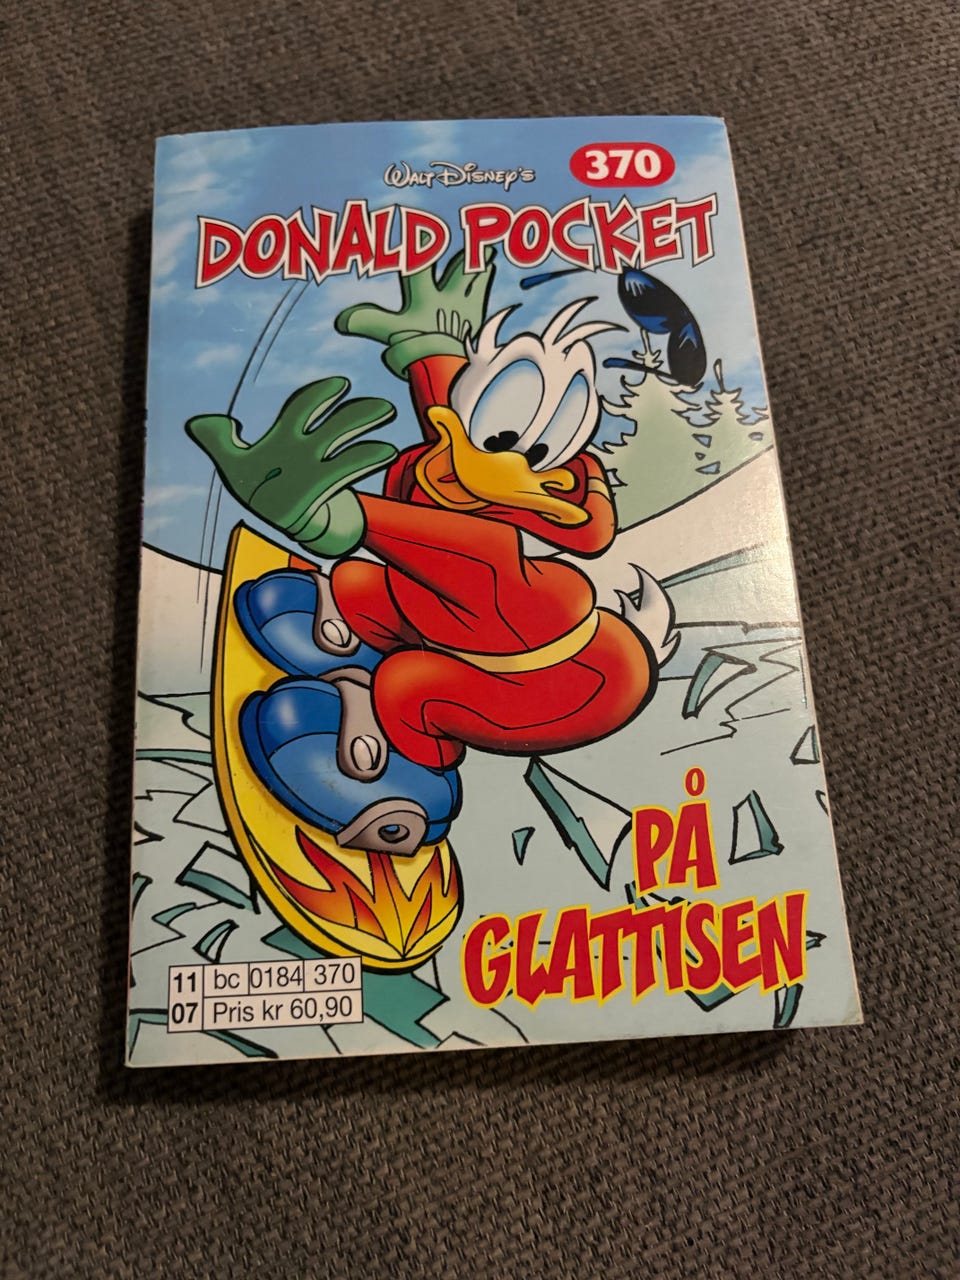 WALT DISNEY'S
370
DONALD POCKET
PÅ
GLATTISEN
11 bc 0184 370
07 Pris kr 60,90